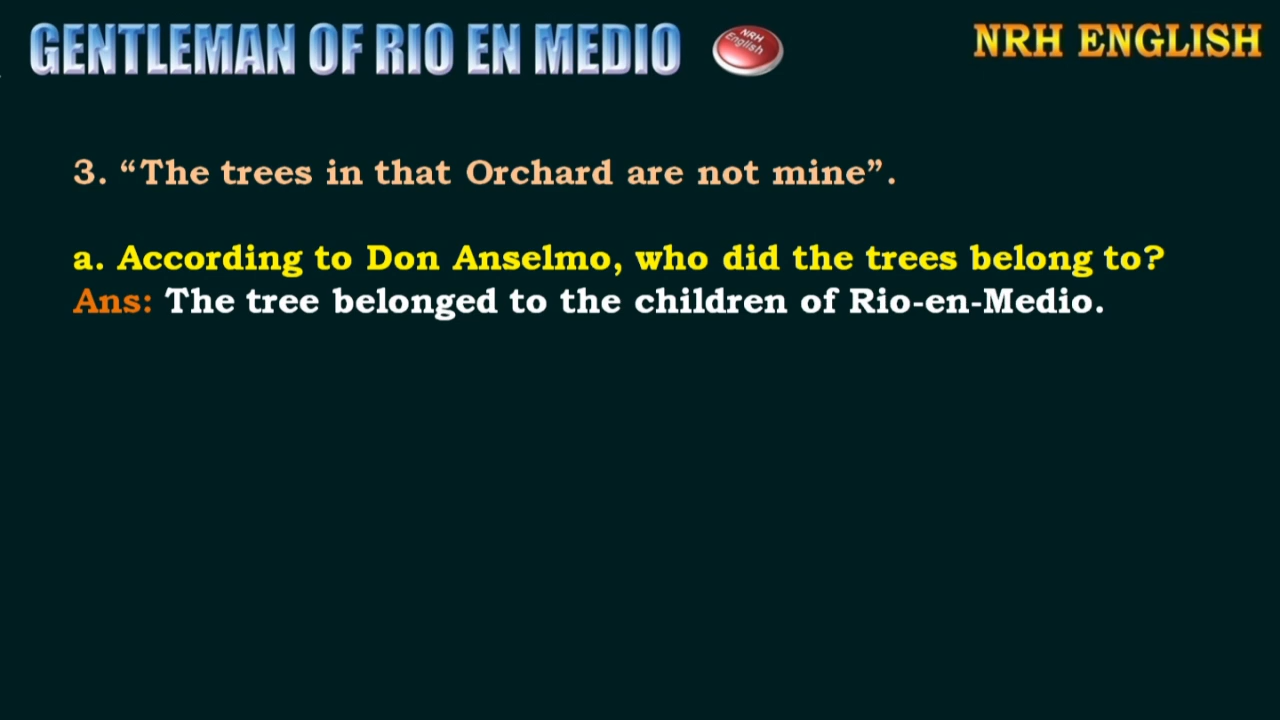 GENTLEMAN OF RIO EN MEDIO
NRH English
NRH ENGLISH
3. “The trees in that Orchard are not mine”.
a. According to Don Anselmo, who did the trees belong to?
Ans: The tree belonged to the children of Rio-en-Medio.